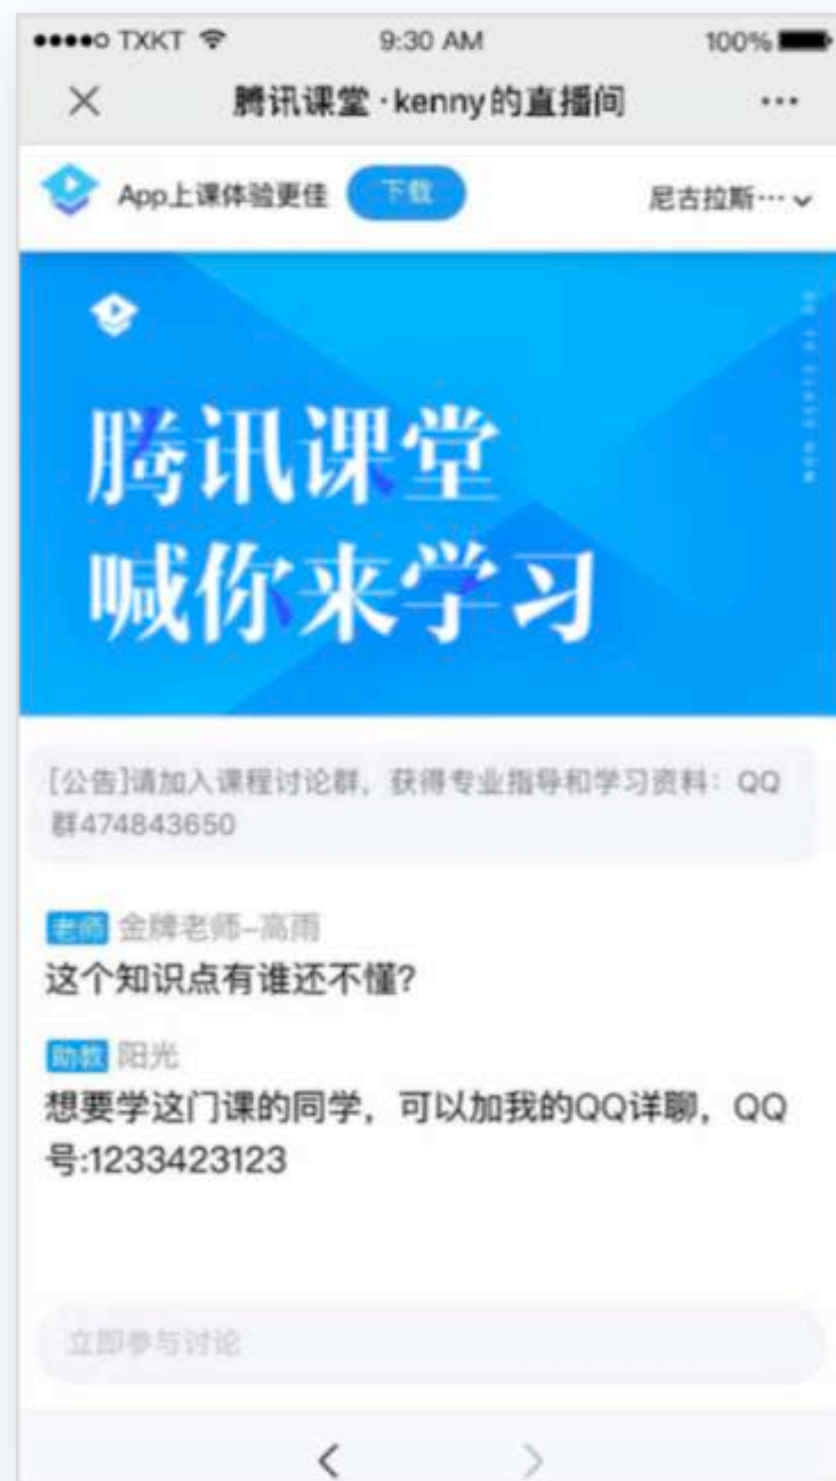 TXKT 9:30 AM 100%
腾讯课堂·kenny的直播间
App上课体验更佳 下载 尼古拉斯...
腾讯课堂
喊你来学习
[公告]请加入课程讨论群，获得专业指导和学习资料：QQ
群474843650
老师 金牌老师-高雨
这个知识点有谁还不懂?
助教 阳光
想要学这门课的同学，可以加我的QQ详聊，QQ
号:1233423123
立即参与讨论